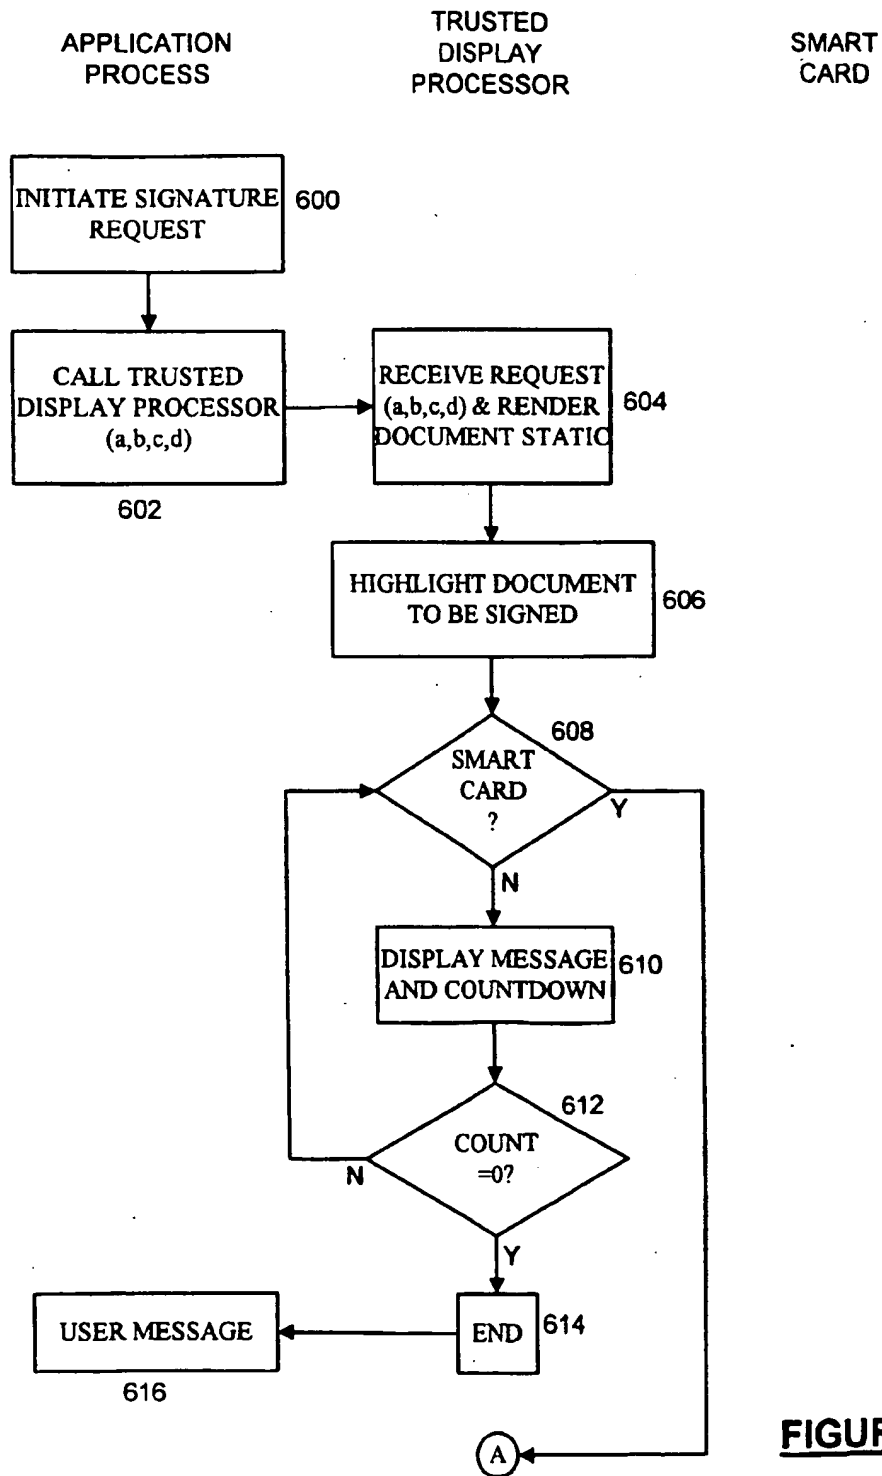 APPLICATION
PROCESS
TRUSTED
DISPLAY
PROCESSOR
SMART
CARD
INITIATE SIGNATURE
REQUEST
600
CALL TRUSTED
DISPLAY PROCESSOR
(a,b,c,d)
602
RECEIVE REQUEST
(a,b,c,d) & RENDER
DOCUMENT STATIC
604
HIGHLIGHT DOCUMENT
TO BE SIGNED
606
608
SMART
CARD
?
Y
N
DISPLAY MESSAGE
AND COUNTDOWN
610
612
COUNT
=0?
N
Y
USER MESSAGE
616
END
614
A